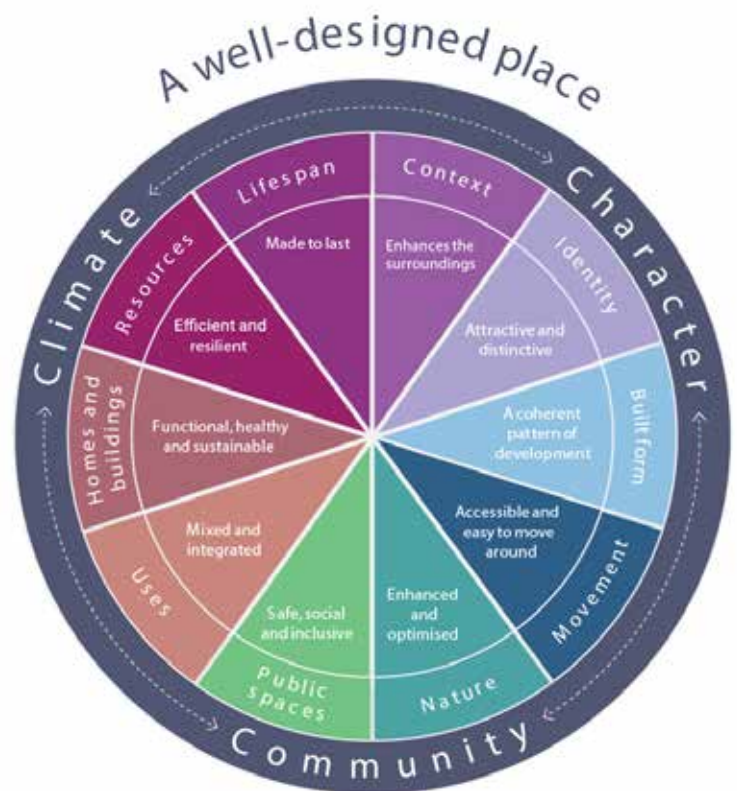 A well-designed place
Climate
Character
Community
Lifespan
Made to last
Context
Enhances the
surroundings
Identity
Attractive and
distinctive
Built form
A coherent
pattern of
development
Movement
Accessible and
easy to move
around
Nature
Enhanced
and
optimised
Public
spaces
Safe, social
and inclusive
Uses
Mixed and
integrated
Homes and
buildings
Functional, healthy
and sustainable
Resources
Efficient and
resilient